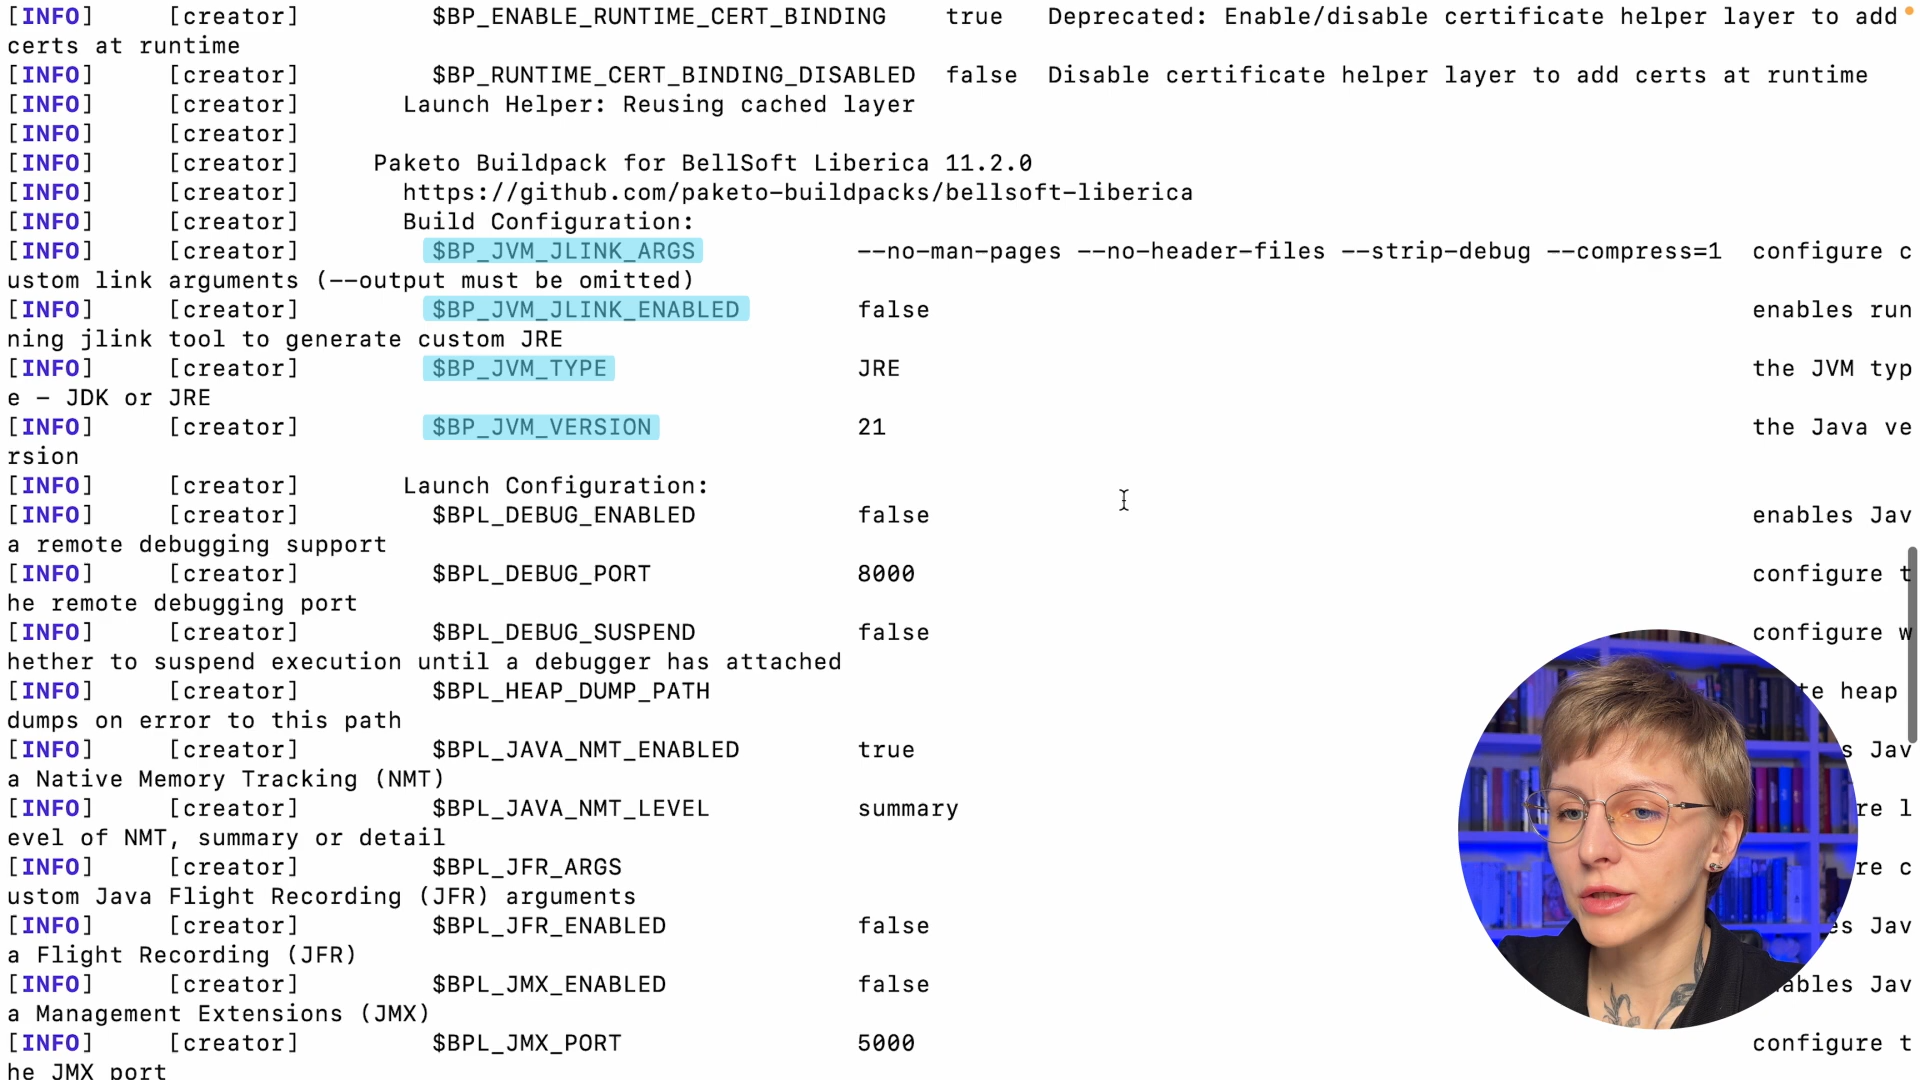 [INFO] [creator] $BP_ENABLE_RUNTIME_CERT_BINDING true Deprecated: Enable/disable certificate helper layer to add
certs at runtime
[INFO] [creator] $BP_RUNTIME_CERT_BINDING_DISABLED false Disable certificate helper layer to add certs at runtime
[INFO] [creator] Launch Helper: Reusing cached layer
[INFO] [creator]
[INFO] [creator] Paketo Buildpack for BellSoft Liberica 11.2.0
[INFO] [creator] https://github.com/paketo-buildpacks/bellsoft-liberica
[INFO] [creator] Build Configuration:
[INFO] [creator] $BP_JVM_JLINK_ARGS --no-man-pages --no-header-files --strip-debug --compress=1 configure c
ustom link arguments (--output must be omitted)
[INFO] [creator] $BP_JVM_JLINK_ENABLED false enables run
ning jlink tool to generate custom JRE
[INFO] [creator] $BP_JVM_TYPE JRE the JVM typ
e - JDK or JRE
[INFO] [creator] $BP_JVM_VERSION 21 the Java ve
rsion
[INFO] [creator] Launch Configuration:
[INFO] [creator] $BPL_DEBUG_ENABLED false enables Jav
a remote debugging support
[INFO] [creator] $BPL_DEBUG_PORT 8000 configure t
he remote debugging port
[INFO] [creator] $BPL_DEBUG_SUSPEND false configure w
hether to suspend execution until a debugger has attached
[INFO] [creator] $BPL_HEAP_DUMP_PATH heap
dumps on error to this path
[INFO] [creator] $BPL_JAVA_NMT_ENABLED true Jav
a Native Memory Tracking (NMT)
[INFO] [creator] $BPL_JAVA_NMT_LEVEL summary l
evel of NMT, summary or detail
[INFO] [creator] $BPL_JFR_ARGS c
ustom Java Flight Recording (JFR) arguments
[INFO] [creator] $BPL_JFR_ENABLED false Jav
a Flight Recording (JFR)
[INFO] [creator] $BPL_JMX_ENABLED false Jav
a Management Extensions (JMX)
[INFO] [creator] $BPL_JMX_PORT 5000 configure t
he JMX port